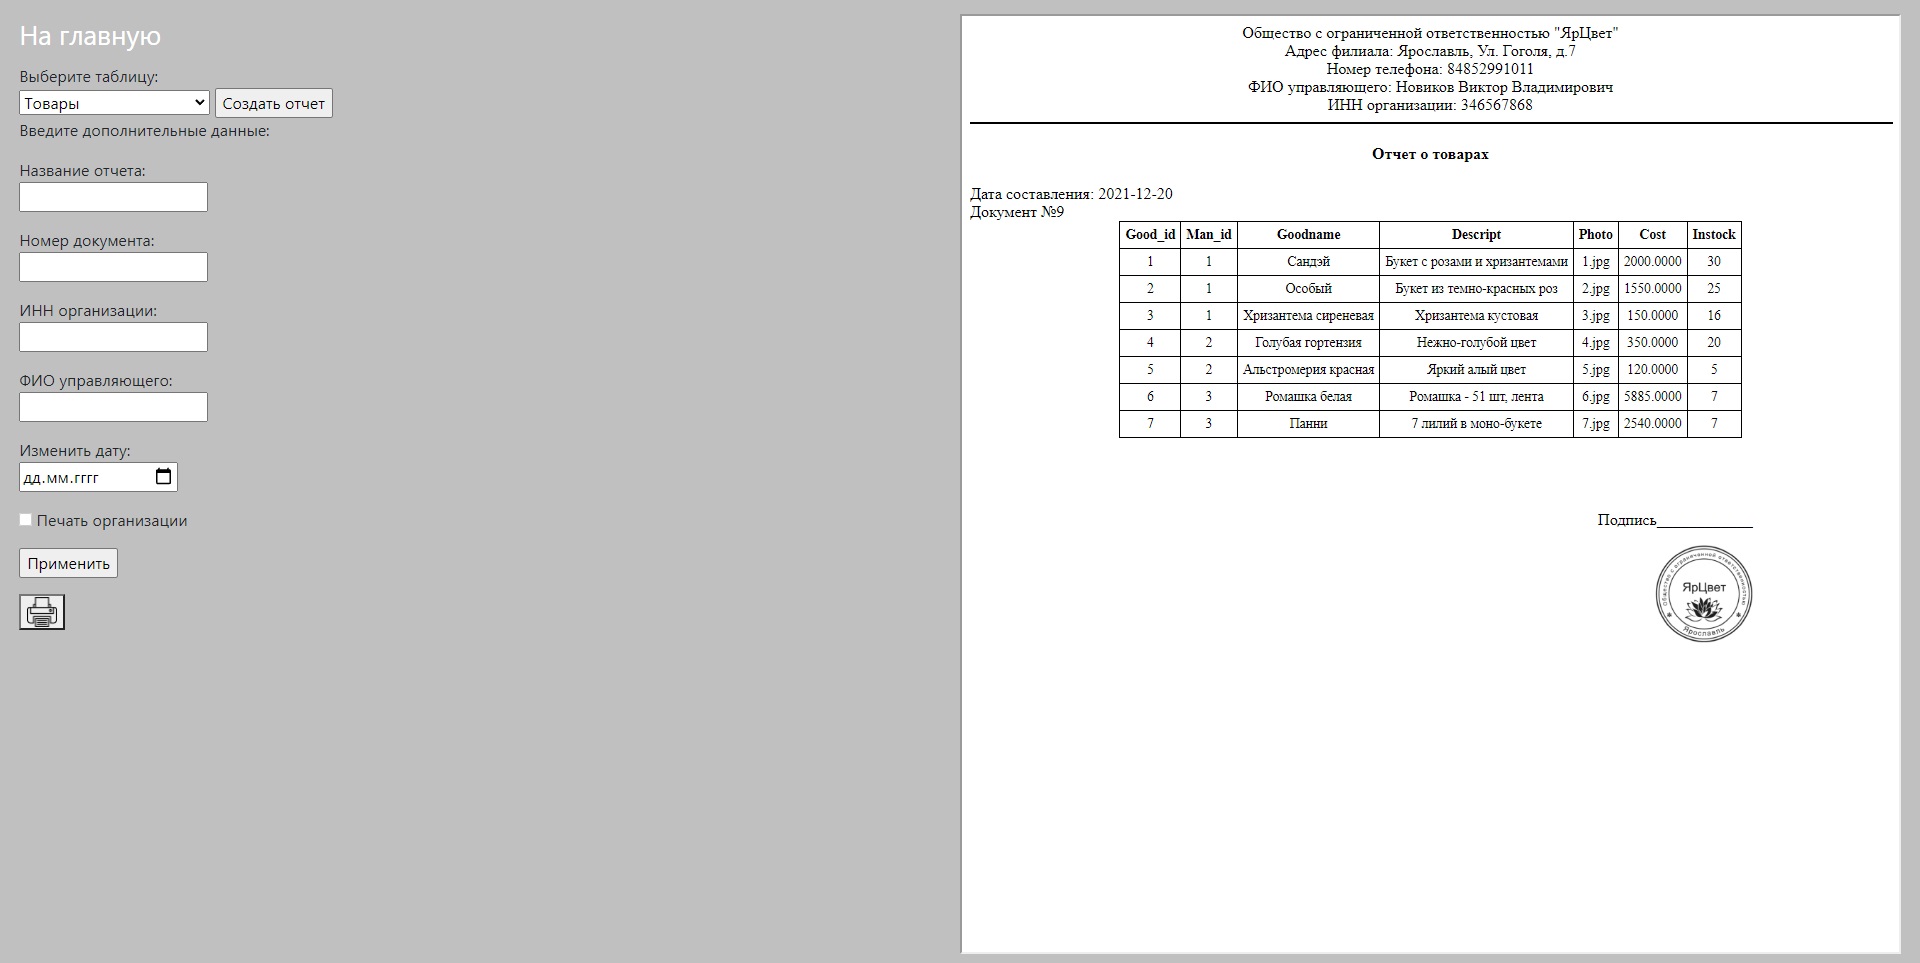 На главную
Выберите таблицу:
Товары Создать отчет
Введите дополнительные данные:
Название отчета:
Номер документа:
ИНН организации:
ФИО управляющего:
Изменить дату:
дд.мм.гггг
Печать организации
Применить
Общество с ограниченной ответственностью "ЯрЦвет"
Адрес филиала: Ярославль, Ул. Гоголя, д.7
Номер телефона: 84852991011
ФИО управляющего: Новиков Виктор Владимирович
ИНН организации: 346567868
Отчет о товарах
Дата составления: 2021-12-20
Документ №9
Good_id Man_id Goodname Descript Photo Cost Instock
1 1 Сандэй Букет с розами и хризантемами 1.jpg 2000.0000 30
2 1 Особый Букет из темно-красных роз 2.jpg 1550.0000 25
3 1 Хризантема сиреневая Хризантема кустовая 3.jpg 150.0000 16
4 2 Голубая гортензия Нежно-голубой цвет 4.jpg 350.0000 20
5 2 Альстромерия красная Яркий алый цвет 5.jpg 120.0000 5
6 3 Ромашка белая Ромашка - 51 шт, лента 6.jpg 5885.0000 7
7 3 Панни 7 лилий в моно-букете 7.jpg 2540.0000 7
Подпись____________
Общество с ограниченной ответственностью
ЯрЦвет
Ярославль